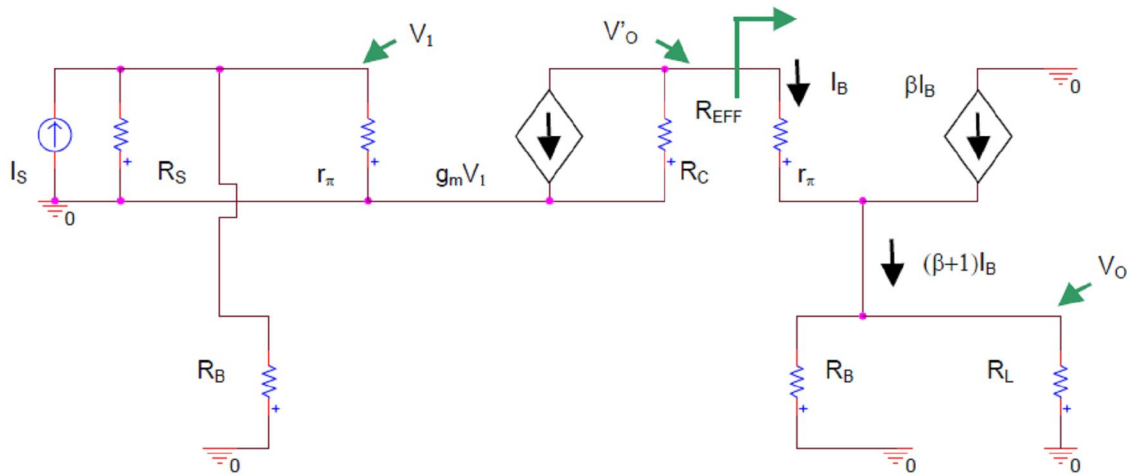 V1
V'O
IB
βIB
0
REFF
IS
RS
rπ
gmV1
RC
rπ
0
(β+1)IB
VO
RB
RB
RL
0
0
0
+
+
+
+
+
+
+